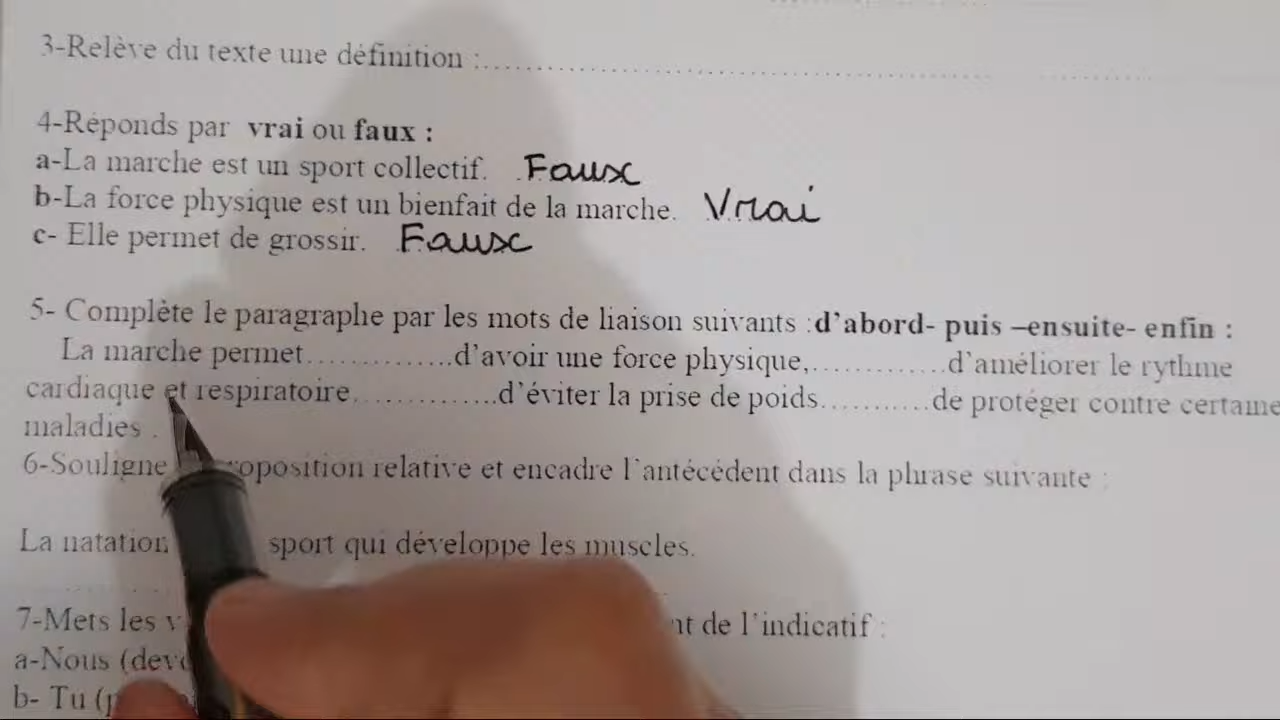 3-Relève du texte une définition :..............................
4-Réponds par vrai ou faux :
a-La marche est un sport collectif. Faux
b-La force physique est un bienfait de la marche. Vrai
c- Elle permet de grossir. Faux
5- Complète le paragraphe par les mots de liaison suivants :d'abord- puis –ensuite- enfin :
La marche permet..............d'avoir une force physique,.............d'améliorer le rythme
cardiaque et respiratoire..............d'éviter la prise de poids...........de protéger contre certaine
maladies .
6-Souligne proposition relative et encadre l'antécédent dans la phrase suivante :
La natation sport qui développe les muscles.
7-Mets les de l'indicatif :
a-Nous
b- Tu